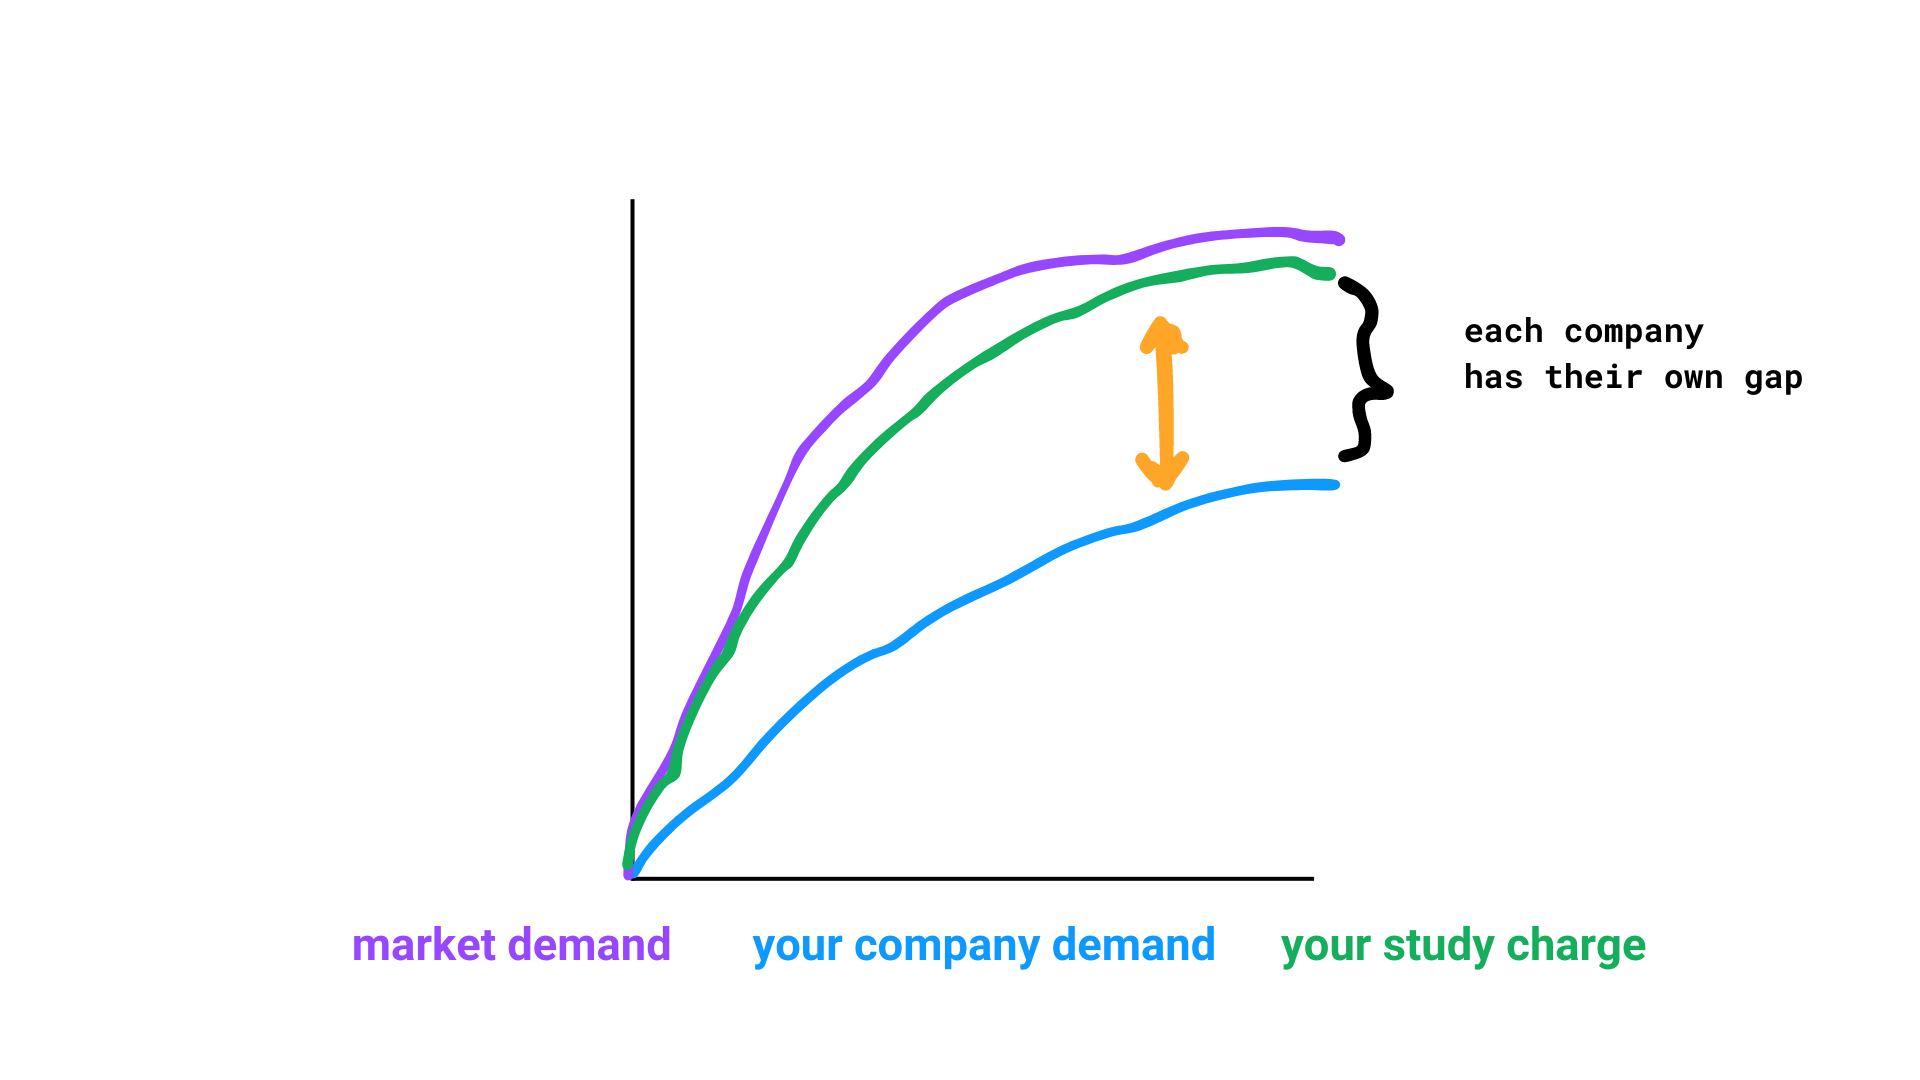 each company
has their own gap
market demand
your company demand
your study charge